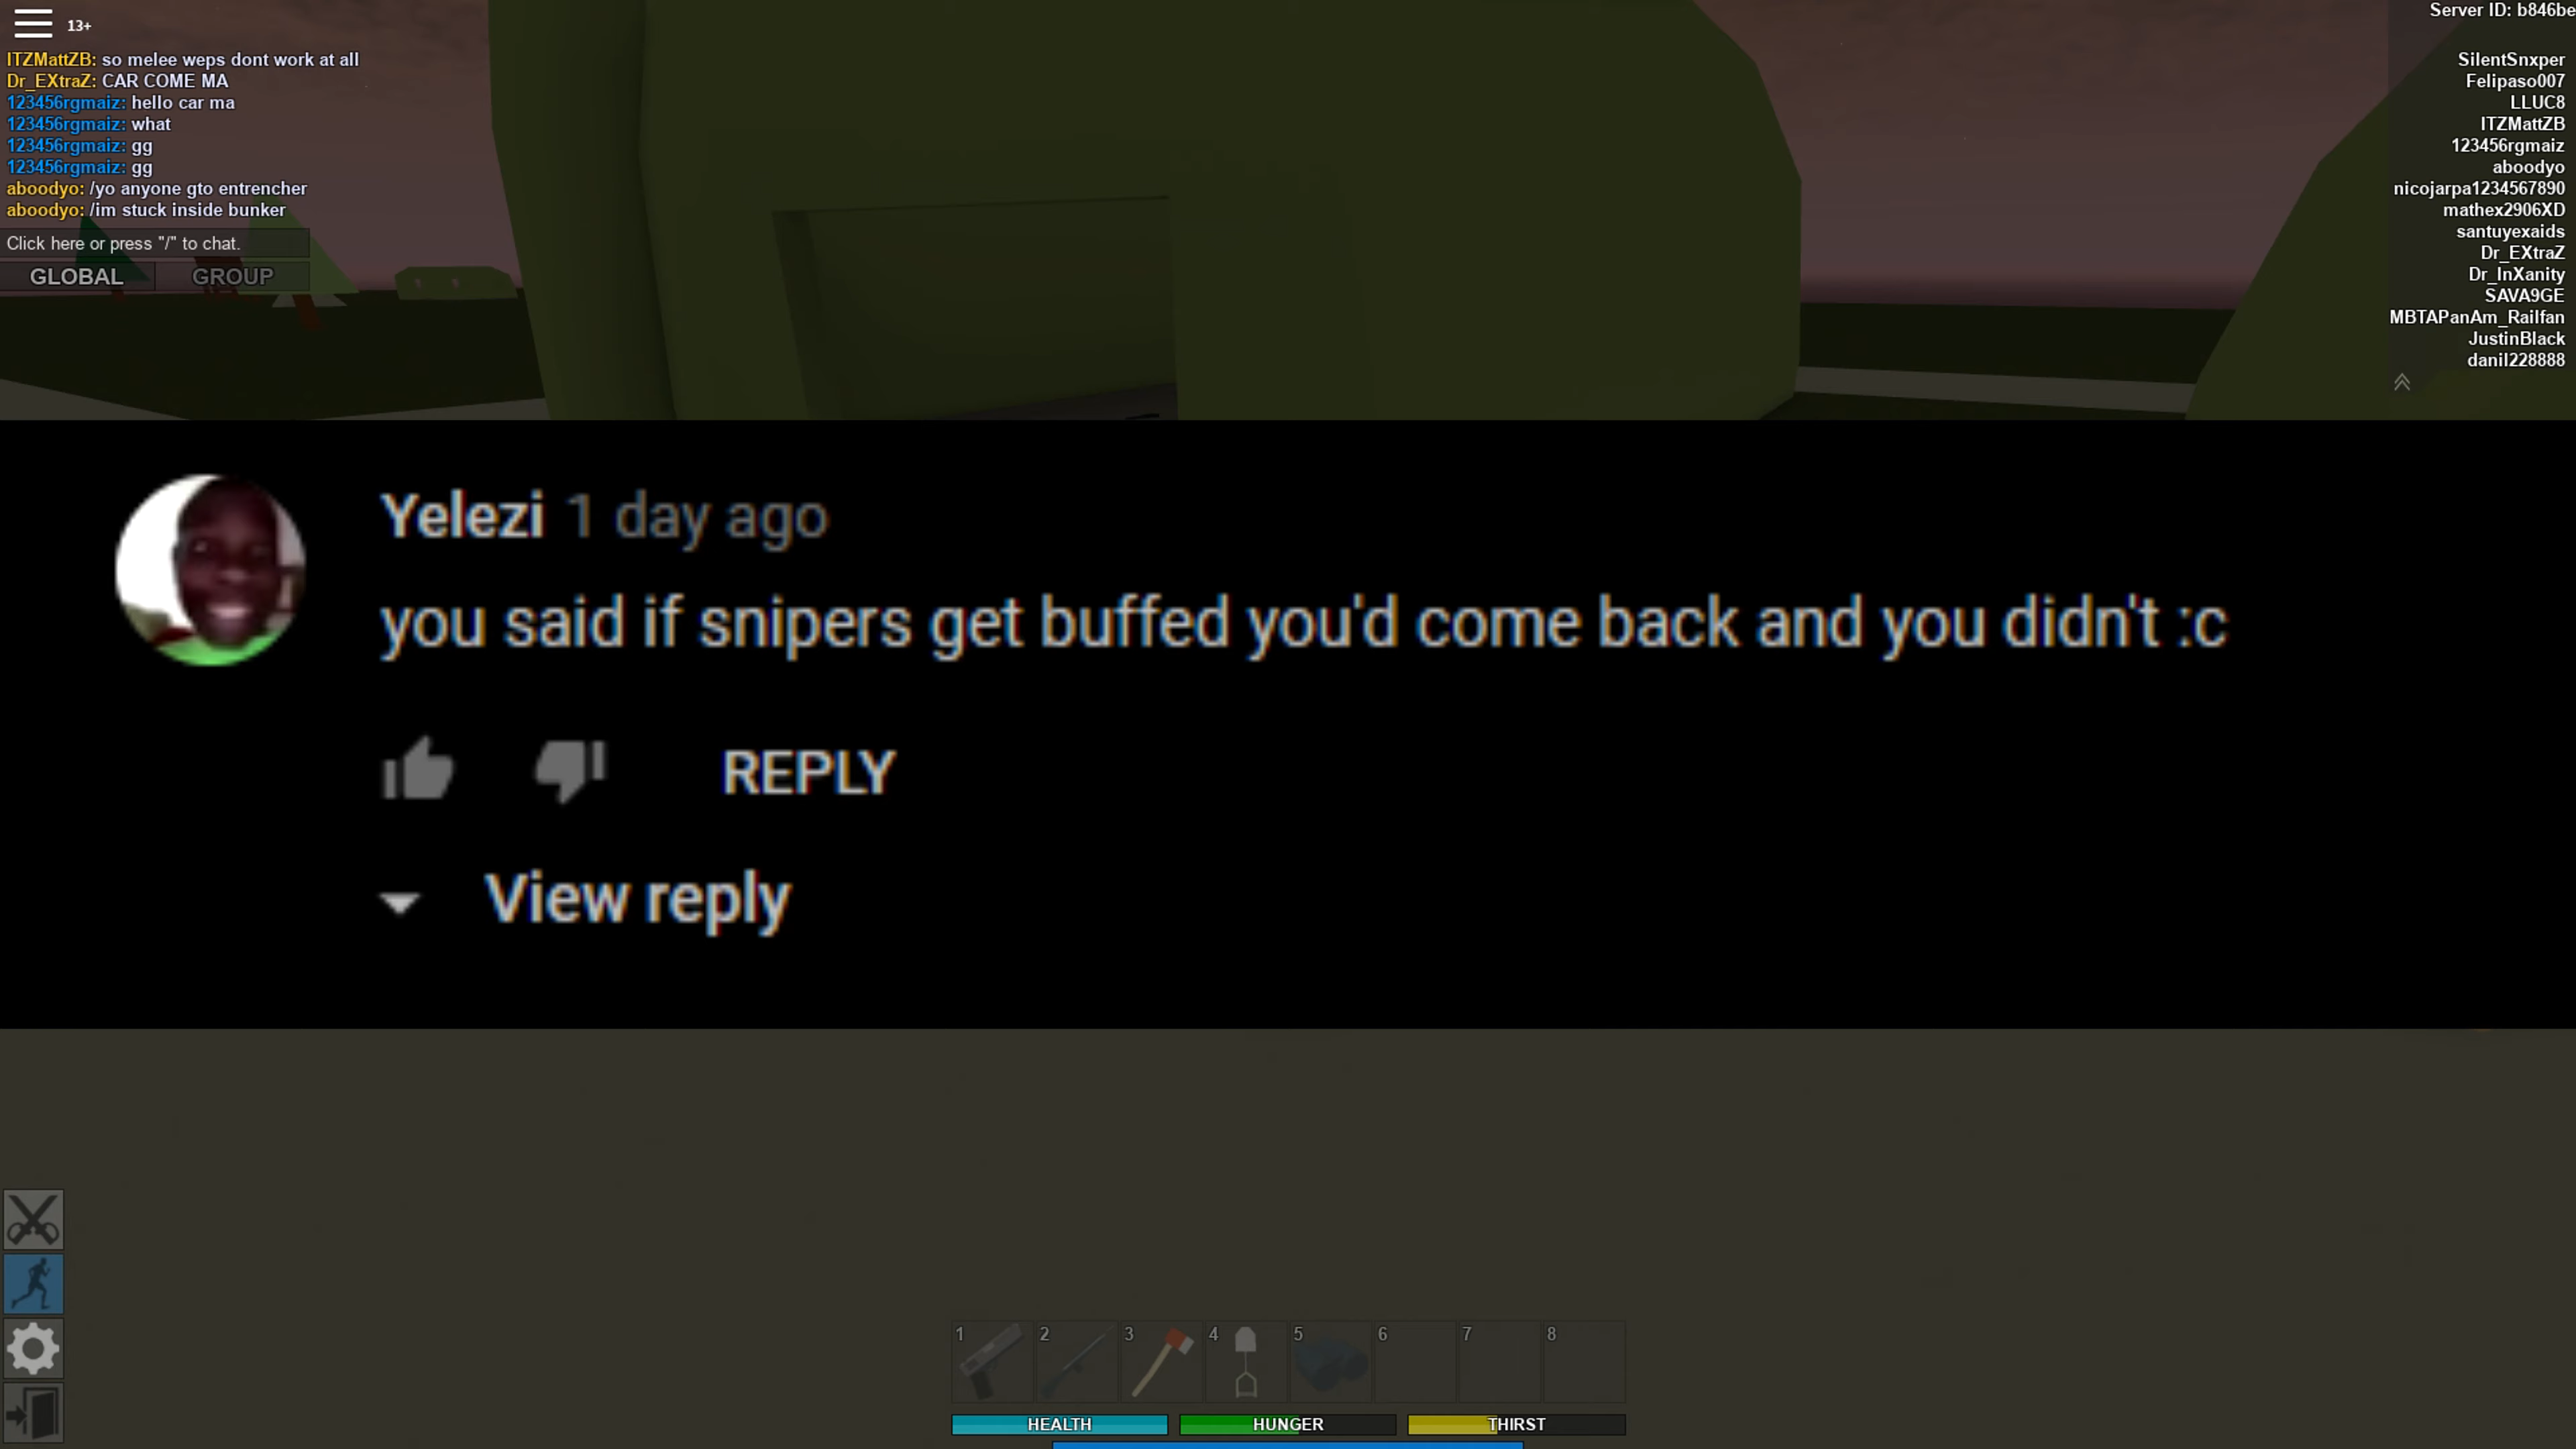 13+
Server ID: b846be
ITZMattZB: so melee weps dont work at all
Dr_EXtraZ: CAR COME MA
123456rgmaiz: hello car ma
123456rgmaiz: what
123456rgmaiz: gg
123456rgmaiz: gg
aboodyo: /yo anyone gto entrencher
aboodyo: /im stuck inside bunker
Click here or press "/" to chat.
GLOBAL GROUP
SilentSnxper
Felipaso007
LLUC8
ITZMattZB
123456rgmaiz
aboodyo
nicojarpa1234567890
mathex2906XD
santuyexaids
Dr_EXtraZ
Dr_InXanity
SAVA9GE
MBTAPanAm_Railfan
JustinBlack
danil228888
Yelezi 1 day ago
you said if snipers get buffed you'd come back and you didn't :c
REPLY
View reply
1 2 3 4 5 6 7 8
HEALTH HUNGER THIRST